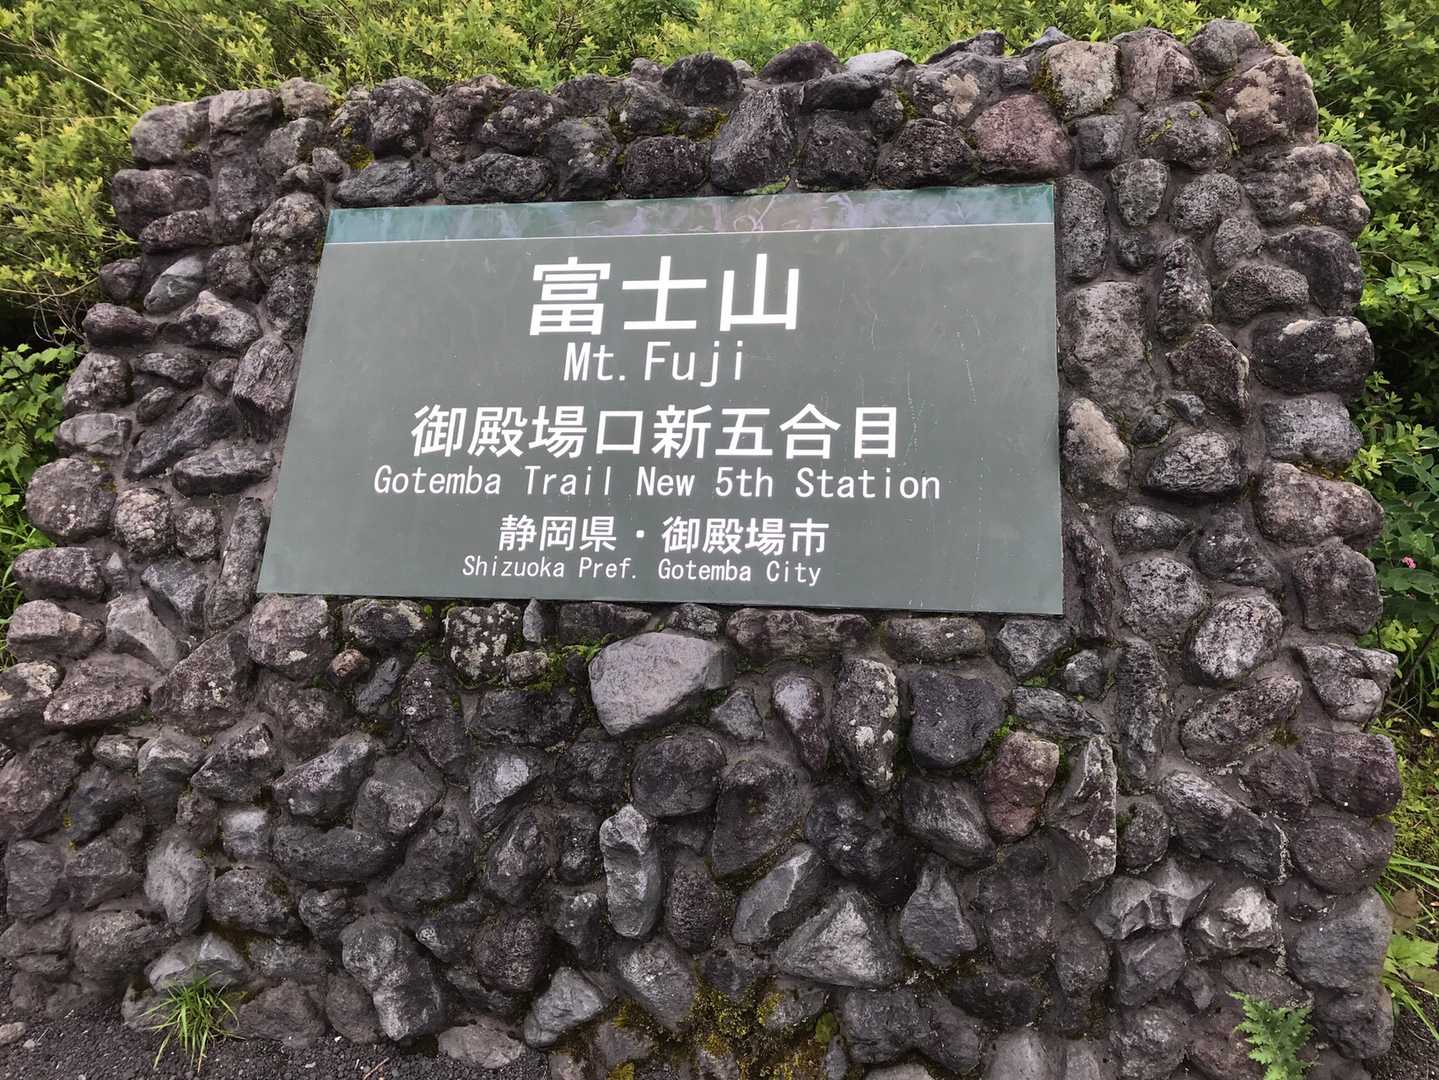 富士山
Mt. Fuji
御殿場口新五合目
Gotemba Trail New 5th Station
静岡県・御殿場市
Shizuoka Pref. Gotemba City